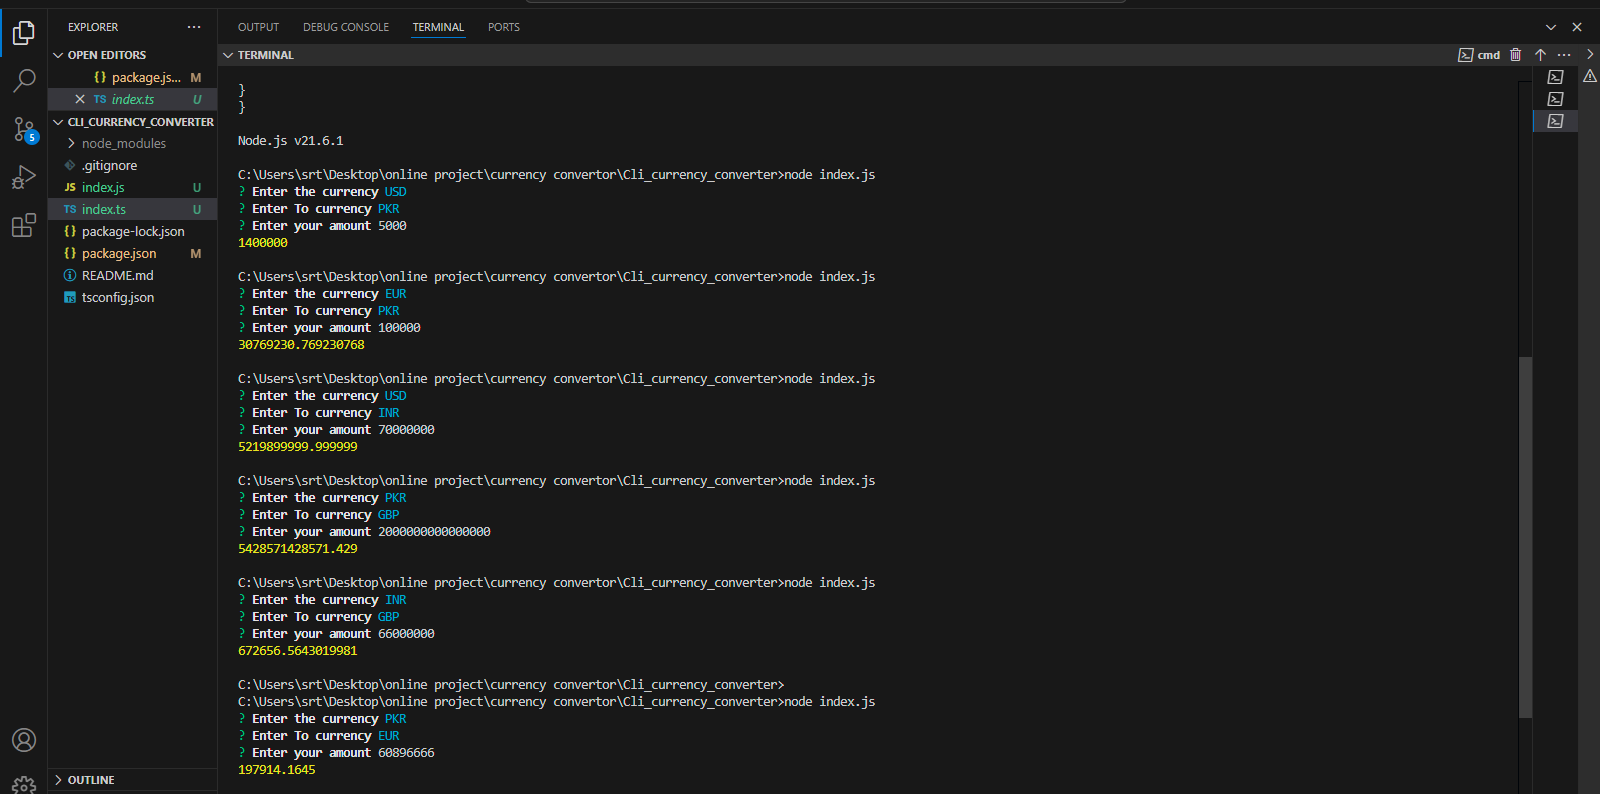 EXPLORER
OPEN EDITORS
{} package.js... M
TS index.ts U
CLI_CURRENCY_CONVERTER
node_modules
.gitignore
JS index.js U
TS index.ts U
{} package-lock.json
{} package.json M
README.md
TS tsconfig.json
OUTLINE
5
OUTPUT DEBUG CONSOLE TERMINAL PORTS
TERMINAL
cmd
}
}
Node.js v21.6.1
C:\Users\srt\Desktop\online project\currency convertor\Cli_currency_converter>node index.js
? Enter the currency USD
? Enter To currency PKR
? Enter your amount 5000
1400000
C:\Users\srt\Desktop\online project\currency convertor\Cli_currency_converter>node index.js
? Enter the currency EUR
? Enter To currency PKR
? Enter your amount 100000
30769230.769230768
C:\Users\srt\Desktop\online project\currency convertor\Cli_currency_converter>node index.js
? Enter the currency USD
? Enter To currency INR
? Enter your amount 70000000
5219899999.999999
C:\Users\srt\Desktop\online project\currency convertor\Cli_currency_converter>node index.js
? Enter the currency PKR
? Enter To currency GBP
? Enter your amount 2000000000000000
5428571428571.429
C:\Users\srt\Desktop\online project\currency convertor\Cli_currency_converter>node index.js
? Enter the currency INR
? Enter To currency GBP
? Enter your amount 66000000
672656.5643019981
C:\Users\srt\Desktop\online project\currency convertor\Cli_currency_converter>
C:\Users\srt\Desktop\online project\currency convertor\Cli_currency_converter>node index.js
? Enter the currency PKR
? Enter To currency EUR
? Enter your amount 60896666
197914.1645